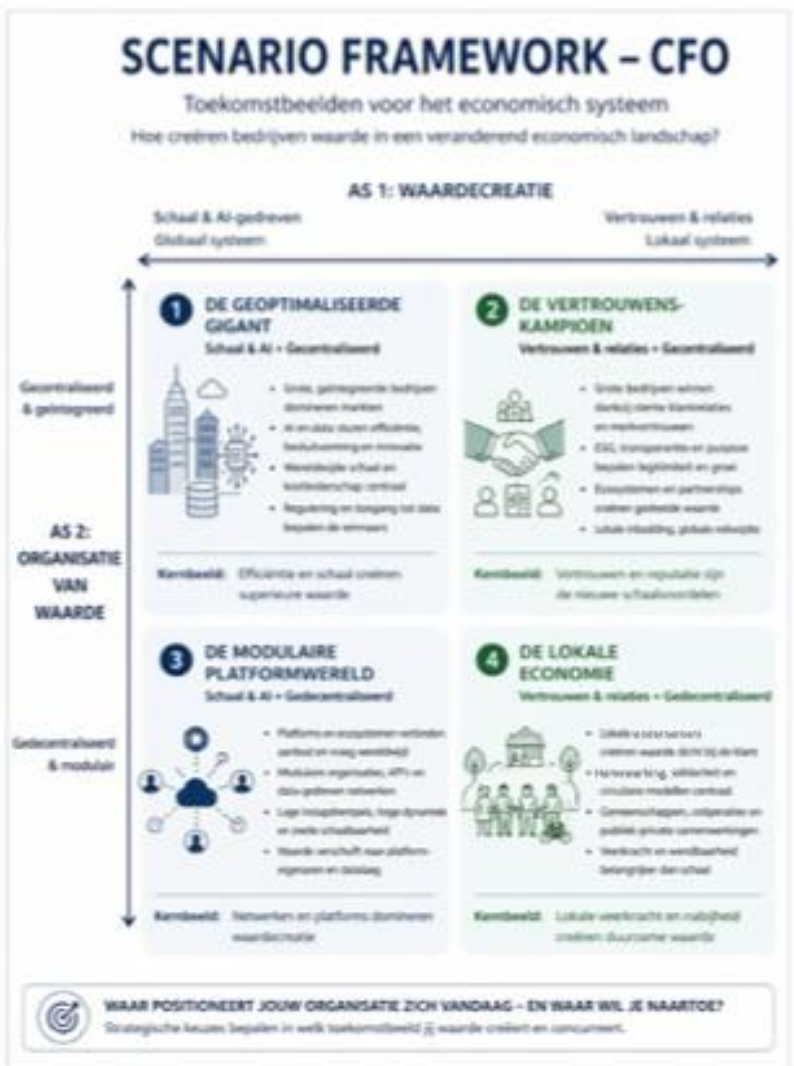 SCENARIO FRAMEWORK – CFO
Toekomstbeelden voor het economisch systeem
Hoe creëren bedrijven waarde in een veranderend economisch landschap?
AS 1: WAARDECREATIE
Schaal & AI-gedreven
Globaal systeem
Vertrouwen & relaties
Lokaal systeem
Gecentraliseerd
& geïntegreerd
AS 2:
ORGANISATIE
VAN
WAARDE
Gedecentraliseerd
& modulair
1 DE GEOPTIMALISEERDE
GIGANT
Schaal & AI + Gecentraliseerd
• Grote, geïntegreerde bedrijven
domineren markten
• AI en data sturen efficiëntie,
besluitvorming en innovatie
• Wereldwijde schaal en
kostleiderschap centraal
• Regulering en toegang tot data
bepalen de winnaars
Kernbeeld: Efficiëntie en schaal creëren
superieure waarde
2 DE VERTROUWENS-
KAMPIOEN
Vertrouwen & relaties + Gecentraliseerd
• Grote bedrijven winnen
dankzij sterke klantrelaties
en merkvertrouwen
• ESG, transparantie en purpose
bepalen legitimiteit en groei
• Ecosystemen en partnerships
creëren gedeelde waarde
• Lokale inbedding, globale reikwijdte
Kernbeeld: Vertrouwen en reputatie zijn
de nieuwe schaalvoordelen
3 DE MODULAIRE
PLATFORMWERELD
Schaal & AI + Gedecentraliseerd
• Platforms en ecosystemen verbinden
aanbod en vraag wereldwijd
• Modulaire organisaties, API's en
data-gedreven netwerken
• Lage instapdrempels, hoge dynamiek
en snelle schaalbaarheid
• Waarde verschuift naar platform-
eigenaren en datalaag
Kernbeeld: Netwerken en platforms domineren
waardecreatie
4 DE LOKALE
ECONOMIE
Vertrouwen & relaties + Gedecentraliseerd
• Lokale
creëren waarde dicht bij de klant
• solidariteit en
circulaire modellen centraal
• Gemeenschappen, coöperaties en
publiek-private samenwerkingen
• Veerkracht en wendbaarheid
belangrijker dan schaal
Kernbeeld: Lokale veerkracht en nabijheid
creëren duurzame waarde
WAAR POSITIONEERT JOUW ORGANISATIE ZICH VANDAAG – EN WAAR WIL JE NAARTOE?
Strategische keuzes bepalen in welk toekomstbeeld jij waarde creëert en concurreert.